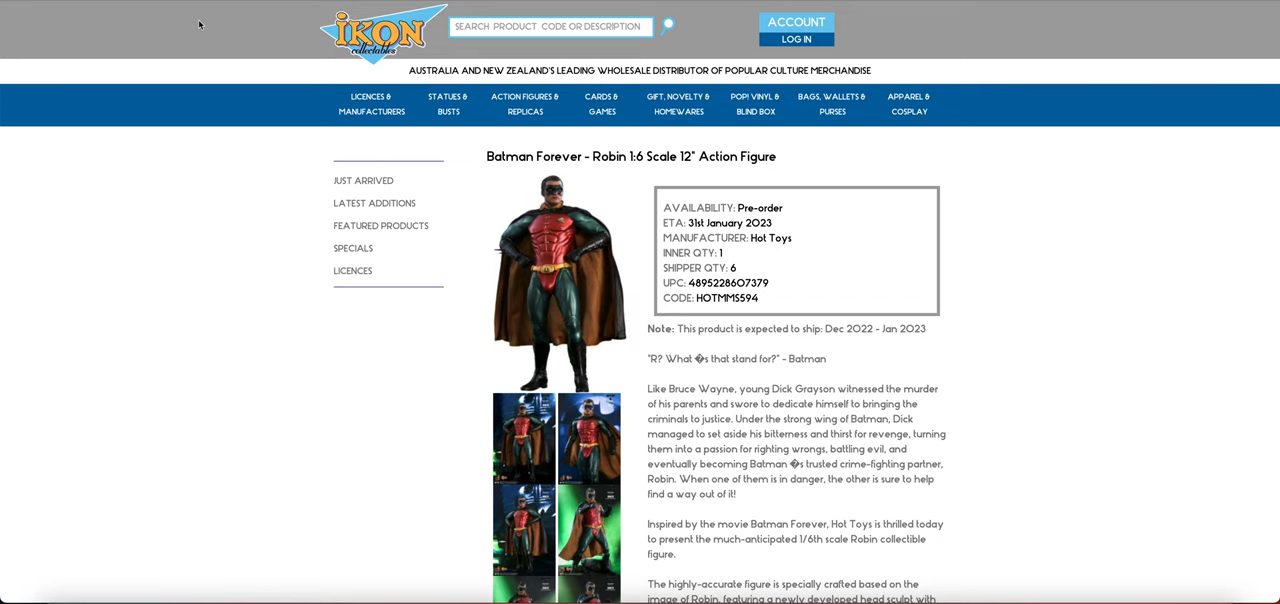 iKON
collectables
SEARCH PRODUCT CODE OR DESCRIPTION
ACCOUNT
LOG IN
AUSTRALIA AND NEW ZEALAND'S LEADING WHOLESALE DISTRIBUTOR OF POPULAR CULTURE MERCHANDISE
LICENCES &
MANUFACTURERS
STATUES &
BUSTS
ACTION FIGURES &
REPLICAS
CARDS &
GAMES
GIFT, NOVELTY &
HOMEWARES
POP! VINYL &
BLIND BOX
BAGS, WALLETS &
PURSES
APPAREL &
COSPLAY
JUST ARRIVED
LATEST ADDITIONS
FEATURED PRODUCTS
SPECIALS
LICENCES
Batman Forever - Robin 1:6 Scale 12" Action Figure
AVAILABILITY: Pre-order
ETA: 31st January 2023
MANUFACTURER: Hot Toys
INNER QTY: 1
SHIPPER QTY: 6
UPC: 4895228607379
CODE: HOTMMS594
Note: This product is expected to ship: Dec 2022 - Jan 2023
"R? What �s that stand for?" - Batman
Like Bruce Wayne, young Dick Grayson witnessed the murder
of his parents and swore to dedicate himself to bringing the
criminals to justice. Under the strong wing of Batman, Dick
managed to set aside his bitterness and thirst for revenge, turning
them into a passion for righting wrongs, battling evil, and
eventually becoming Batman �s trusted crime-fighting partner,
Robin. When one of them is in danger, the other is sure to help
find a way out of it!
Inspired by the movie Batman Forever, Hot Toys is thrilled today
to present the much-anticipated 1/6th scale Robin collectible
figure.
The highly-accurate figure is specially crafted based on the
image of Robin, featuring a newly developed head sculpt with